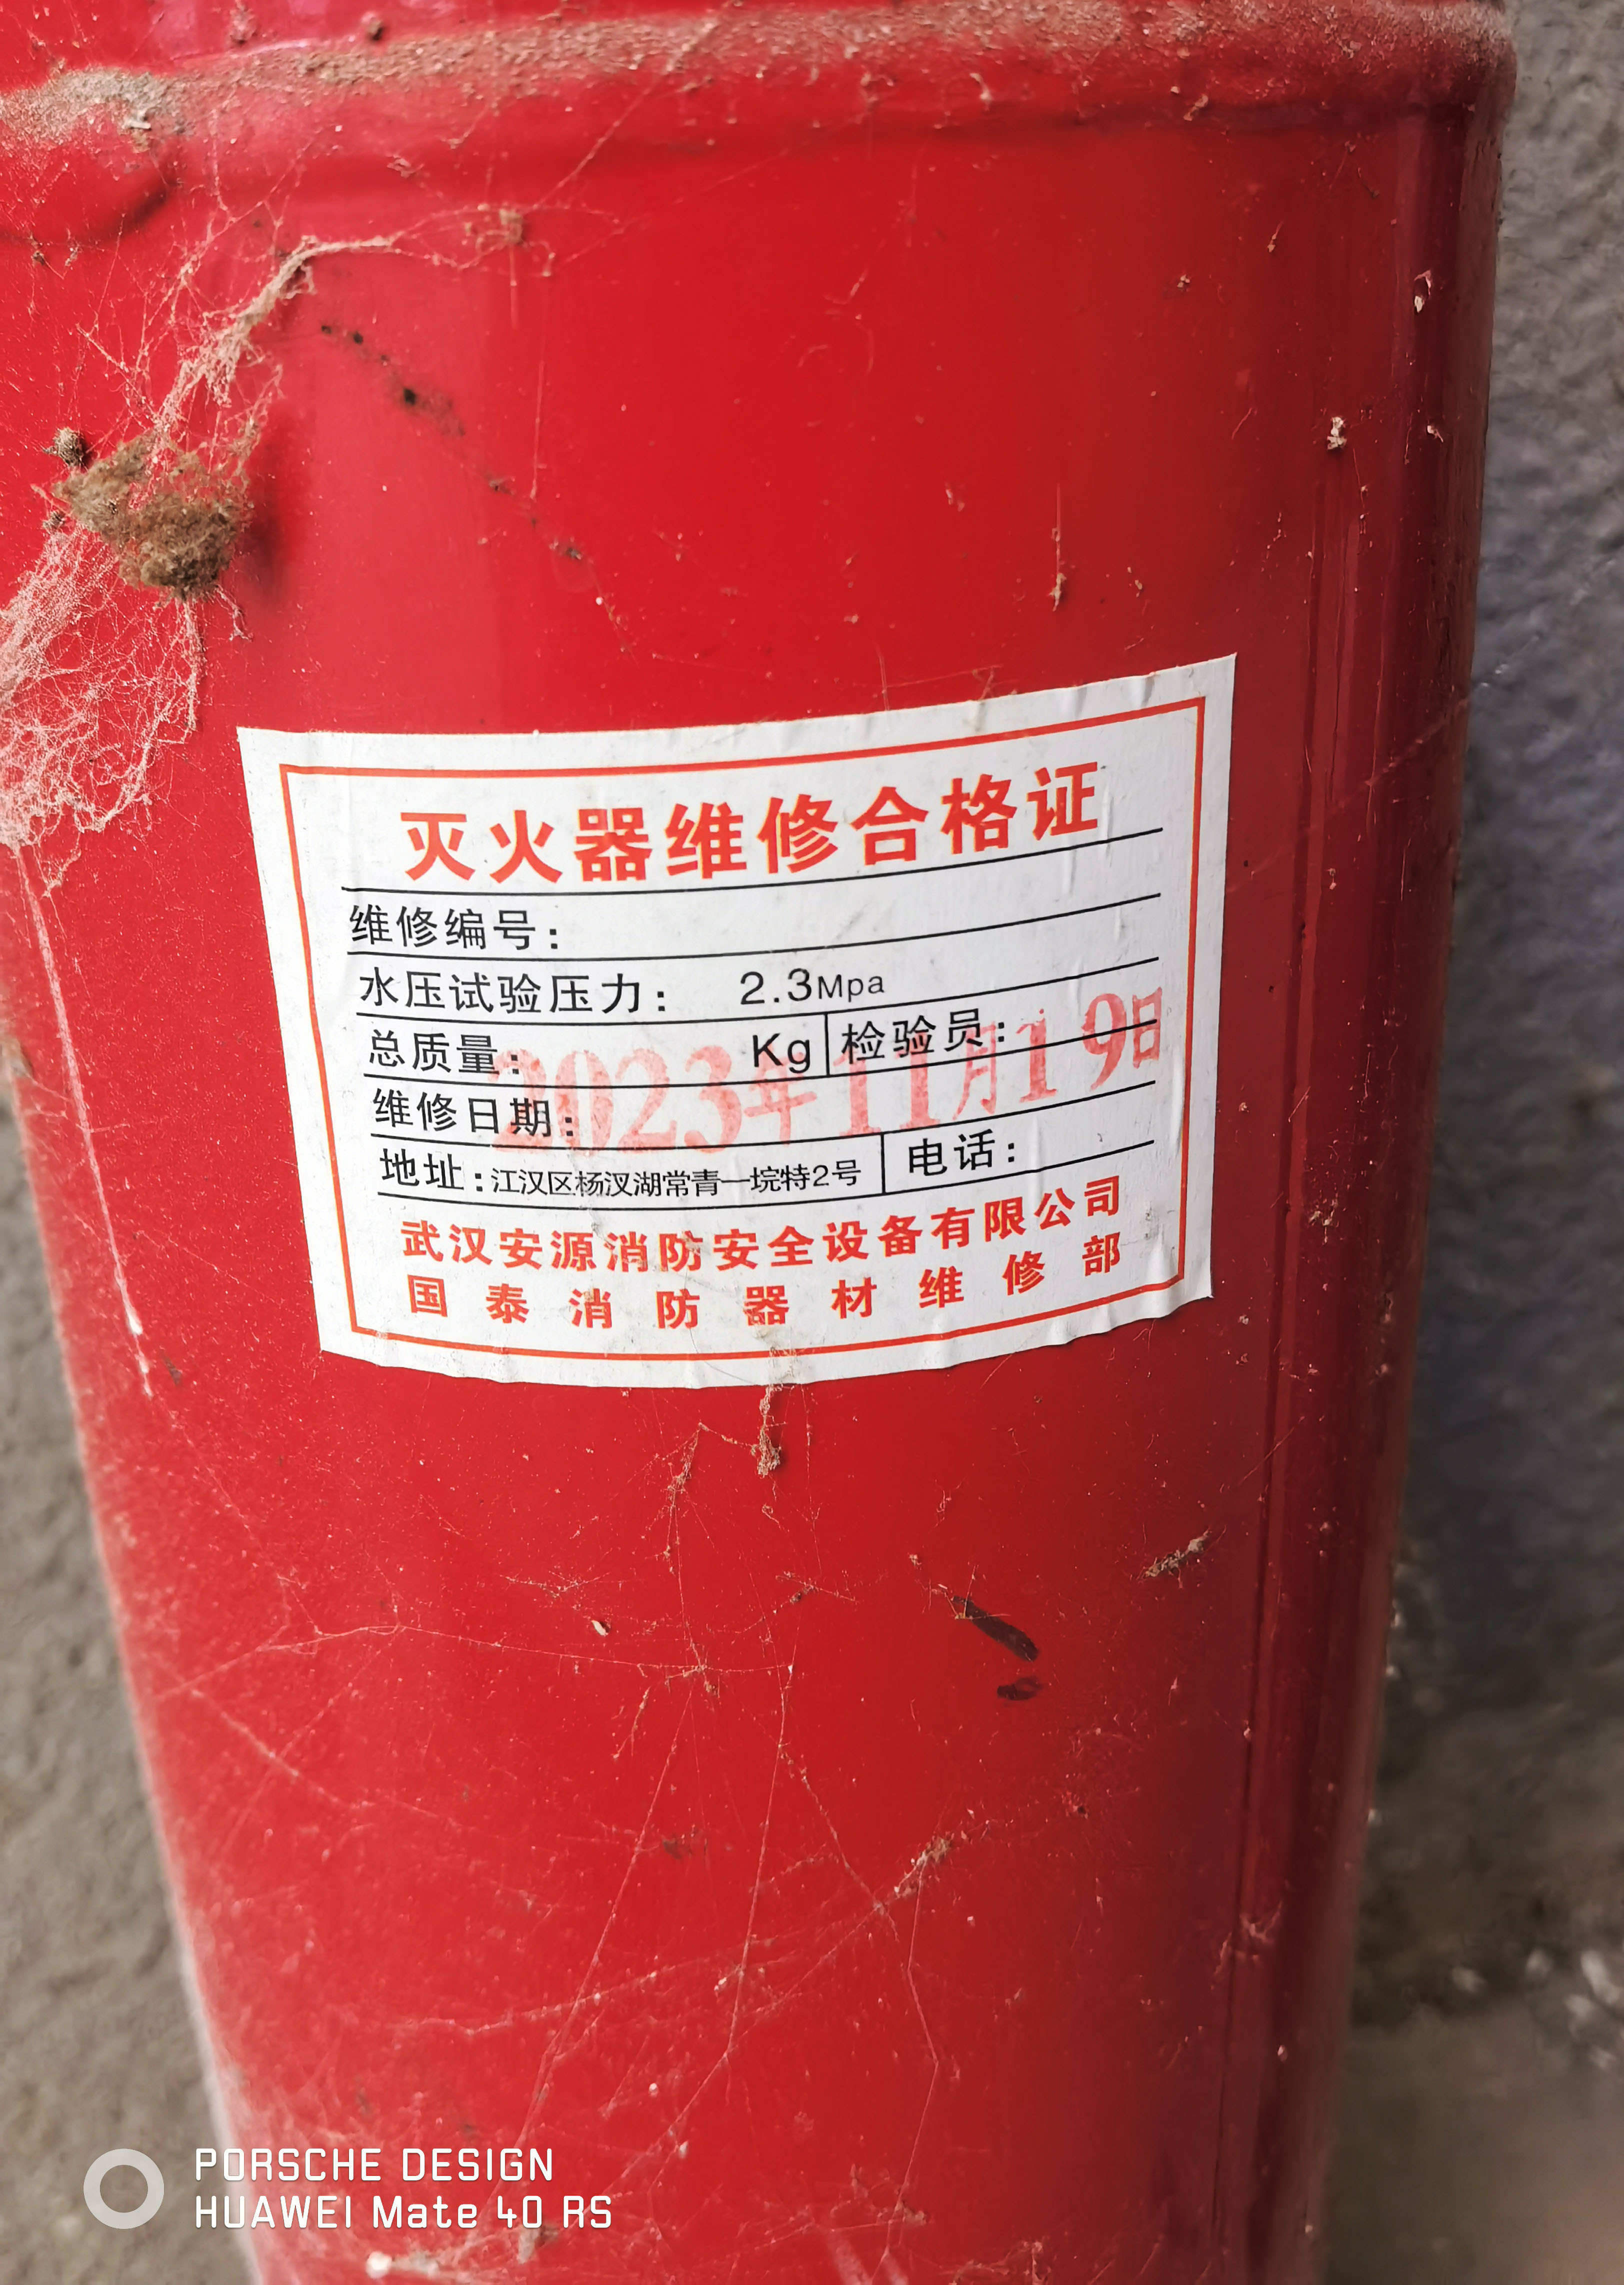 灭火器维修合格证
维修编号:
水压试验压力: 2.3Mpa
总质量: Kg 检验员:
维修日期: 2023年11月19日
地址:江汉区杨汊湖常青一垸特2号 电话:
武汉安源消防安全设备有限公司
国泰消防器材维修部
PORSCHE DESIGN
HUAWEI Mate 40 RS